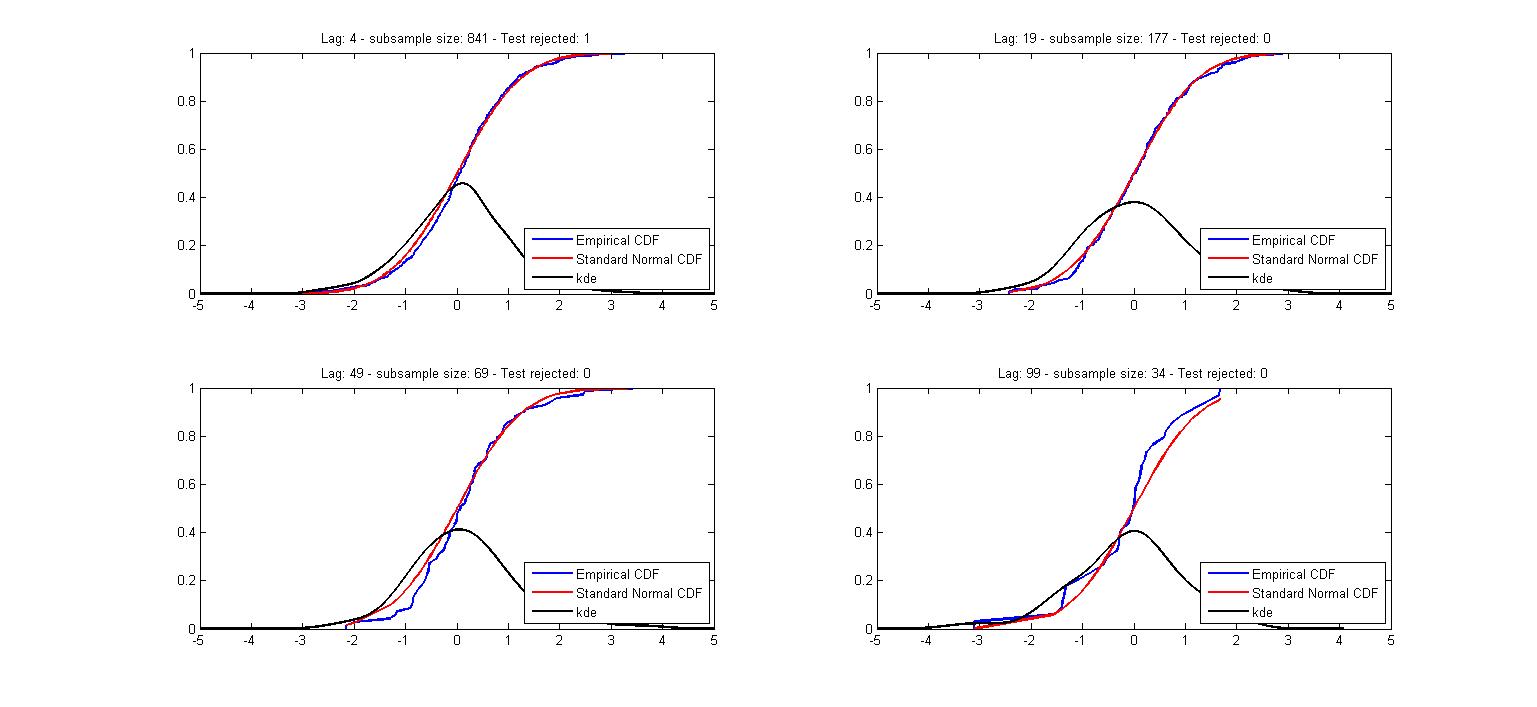 Lag: 4 - subsample size: 841 - Test rejected: 1
1
0.8
0.6
0.4
0.2
0
-5 -4 -3 -2 -1 0 1 2 3 4 5
Empirical CDF
Standard Normal CDF
kde
Lag: 19 - subsample size: 177 - Test rejected: 0
1
0.8
0.6
0.4
0.2
0
-5 -4 -3 -2 -1 0 1 2 3 4 5
Empirical CDF
Standard Normal CDF
kde
Lag: 49 - subsample size: 69 - Test rejected: 0
1
0.8
0.6
0.4
0.2
0
-5 -4 -3 -2 -1 0 1 2 3 4 5
Empirical CDF
Standard Normal CDF
kde
Lag: 99 - subsample size: 34 - Test rejected: 0
1
0.8
0.6
0.4
0.2
0
-5 -4 -3 -2 -1 0 1 2 3 4 5
Empirical CDF
Standard Normal CDF
kde